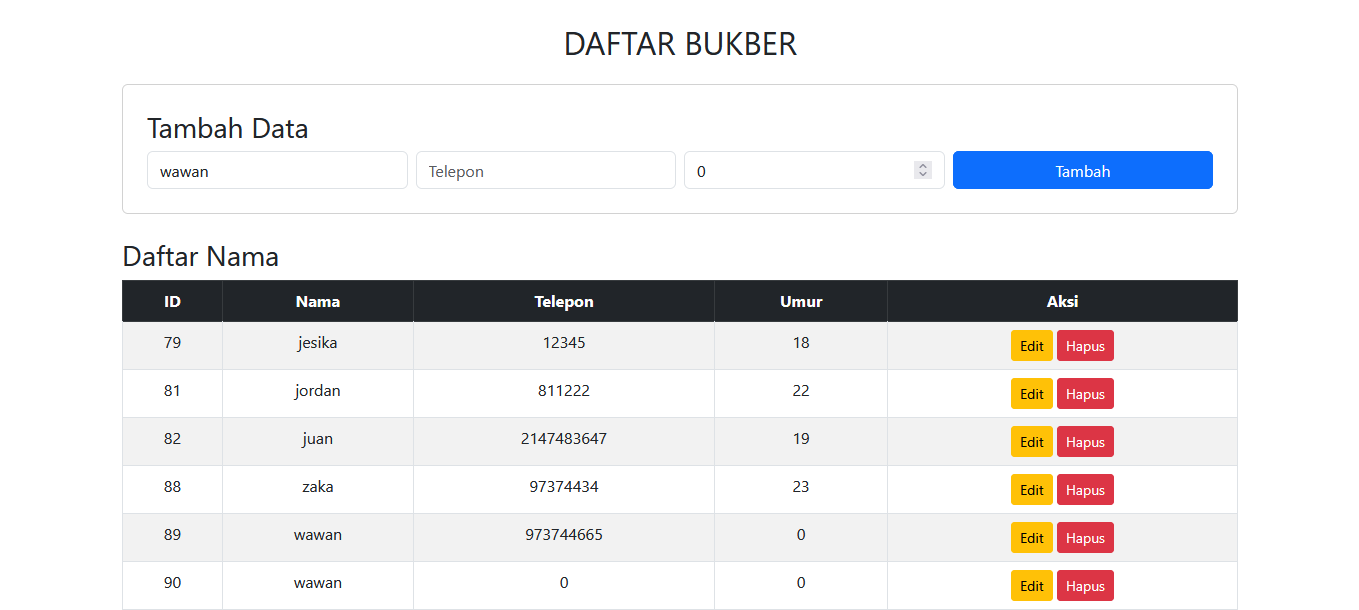 DAFTAR BUKBER
Tambah Data
wawan Telepon 0 Tambah
Daftar Nama
ID Nama Telepon Umur Aksi
79 jesika 12345 18 Edit Hapus
81 jordan 811222 22 Edit Hapus
82 juan 2147483647 19 Edit Hapus
88 zaka 97374434 23 Edit Hapus
89 wawan 973744665 0 Edit Hapus
90 wawan 0 0 Edit Hapus